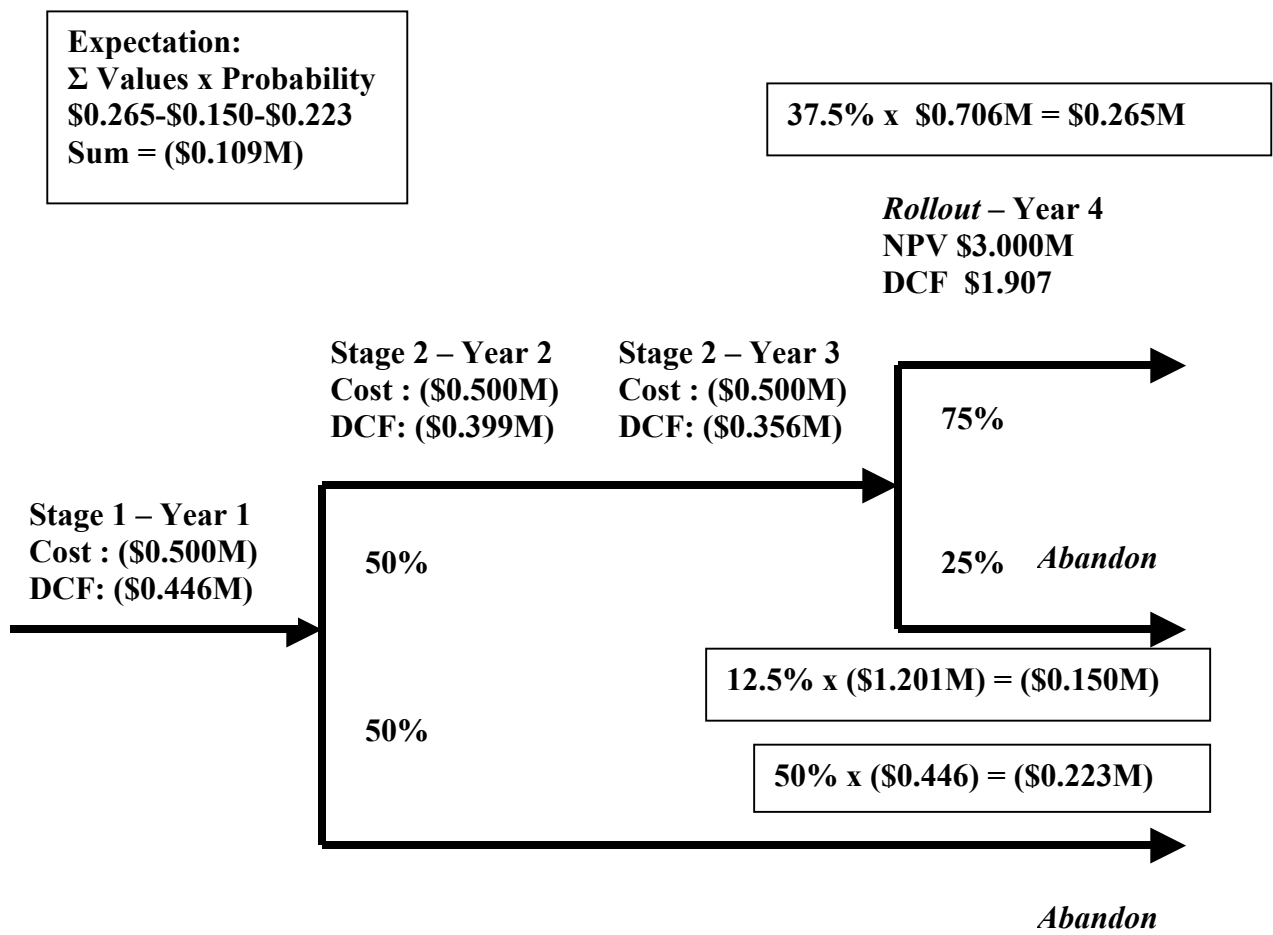 Expectation:
Σ Values x Probability
$0.265-$0.150-$0.223
Sum = ($0.109M)
37.5% x $0.706M = $0.265M
Rollout – Year 4
NPV $3.000M
DCF $1.907
Stage 2 – Year 2
Cost : ($0.500M)
DCF: ($0.399M)
Stage 2 – Year 3
Cost : ($0.500M)
DCF: ($0.356M)
75%
Stage 1 – Year 1
Cost : ($0.500M)
DCF: ($0.446M)
50%
25% Abandon
12.5% x ($1.201M) = ($0.150M)
50%
50% x ($0.446) = ($0.223M)
Abandon